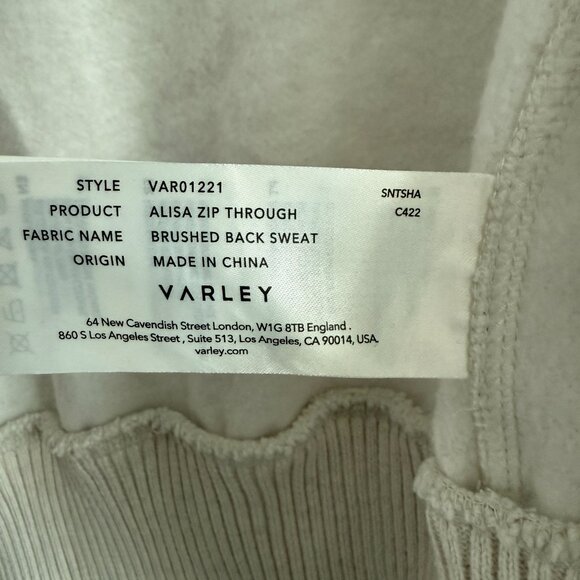 STYLE VAR01221 SNTSHA
PRODUCT ALISA ZIP THROUGH C422
FABRIC NAME BRUSHED BACK SWEAT
ORIGIN MADE IN CHINA
VARLEY
64 New Cavendish Street London, W1G 8TB England .
860 S Los Angeles Street , Suite 513, Los Angeles, CA 90014, USA.
varley.com